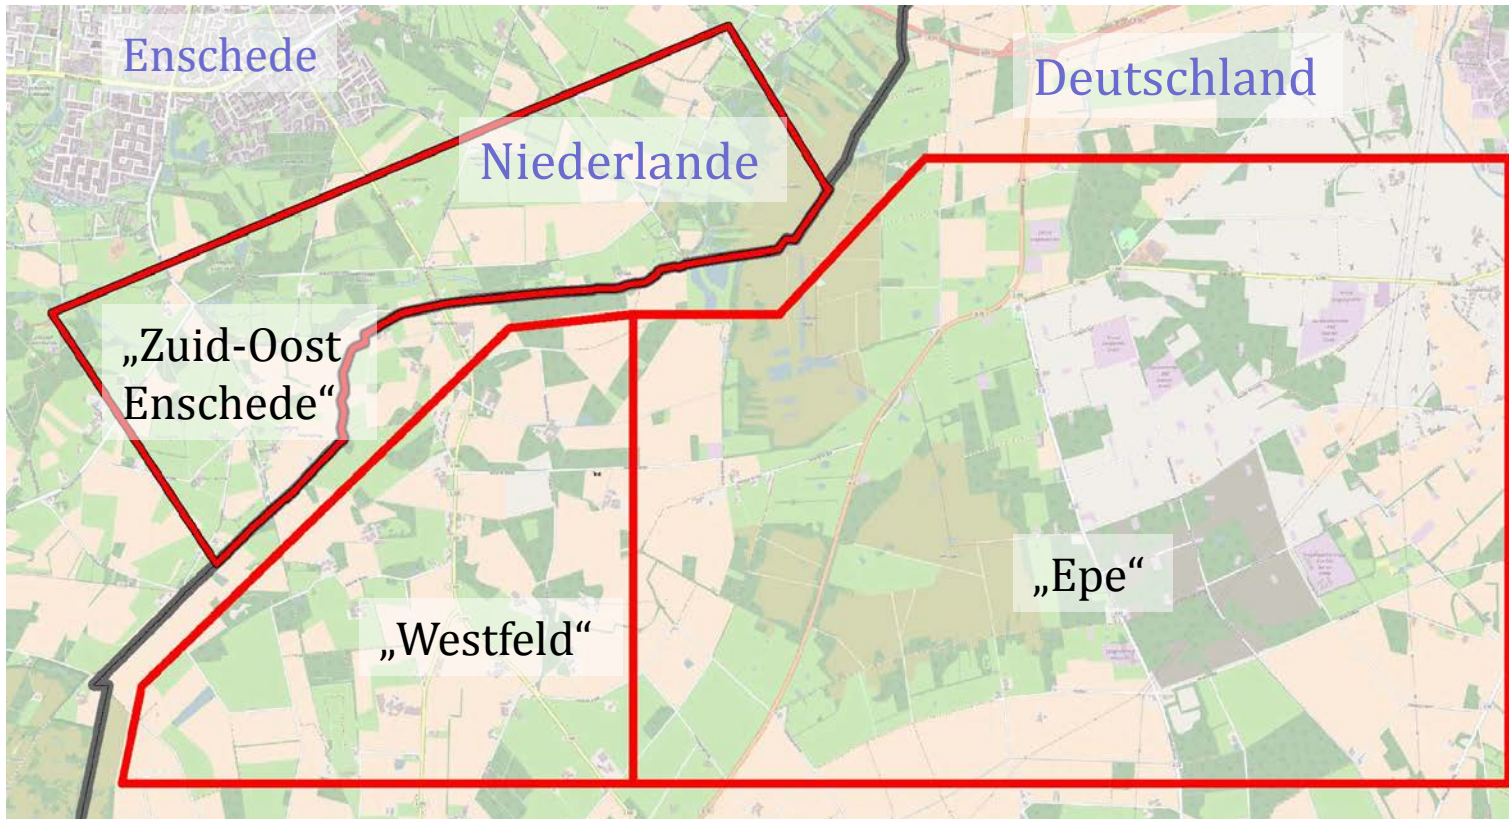 Enschede
Deutschland
Niederlande
„Zuid-Oost
Enschede“
„Epe“
„Westfeld“